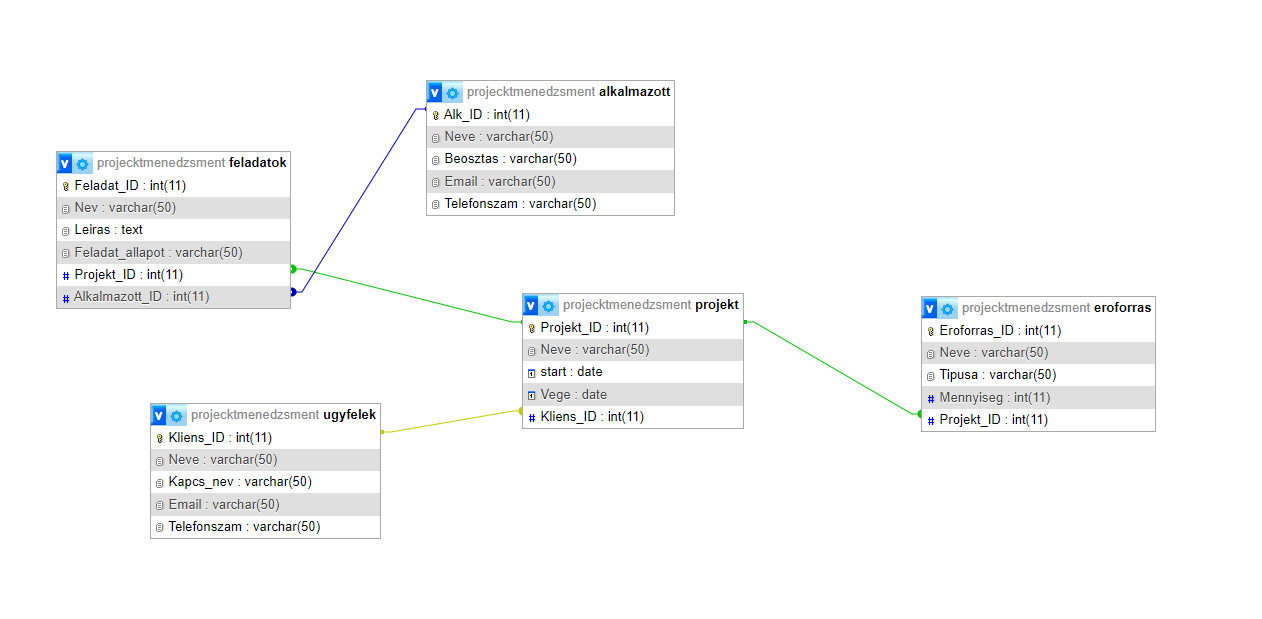 projecktmenedzsment alkalmazott
Alk_ID : int(11)
Neve : varchar(50)
Beosztas : varchar(50)
Email : varchar(50)
Telefonszam : varchar(50)
projecktmenedzsment feladatok
Feladat_ID : int(11)
Nev : varchar(50)
Leiras : text
Feladat_allapot : varchar(50)
Projekt_ID : int(11)
Alkalmazott_ID : int(11)
projecktmenedzsment projekt
Projekt_ID : int(11)
Neve : varchar(50)
start : date
Vege : date
Kliens_ID : int(11)
projecktmenedzsment eroforras
Eroforras_ID : int(11)
Neve : varchar(50)
Tipusa : varchar(50)
Mennyiseg : int(11)
Projekt_ID : int(11)
projecktmenedzsment ugyfelek
Kliens_ID : int(11)
Neve : varchar(50)
Kapcs_nev : varchar(50)
Email : varchar(50)
Telefonszam : varchar(50)